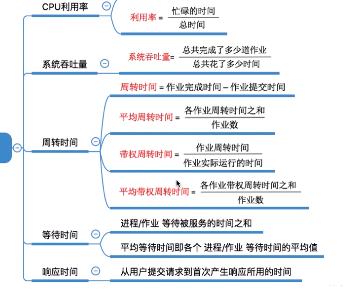 CPU利用率
利用率 = 忙碌的时间
总时间
系统吞吐量
系统吞吐量= 总共完成了多少道作业
总共花了多少时间
周转时间
周转时间 = 作业完成时间 – 作业提交时间
平均周转时间 = 各作业周转时间之和
作业数
带权周转时间 = 作业周转时间
作业实际运行的时间
平均带权周转时间 = 各作业带权周转时间之和
作业数
等待时间
进程/作业 等待被服务的时间之和
平均等待时间即各个 进程/作业 等待时间的平均值
响应时间
从用户提交请求到首次产生响应所用的时间